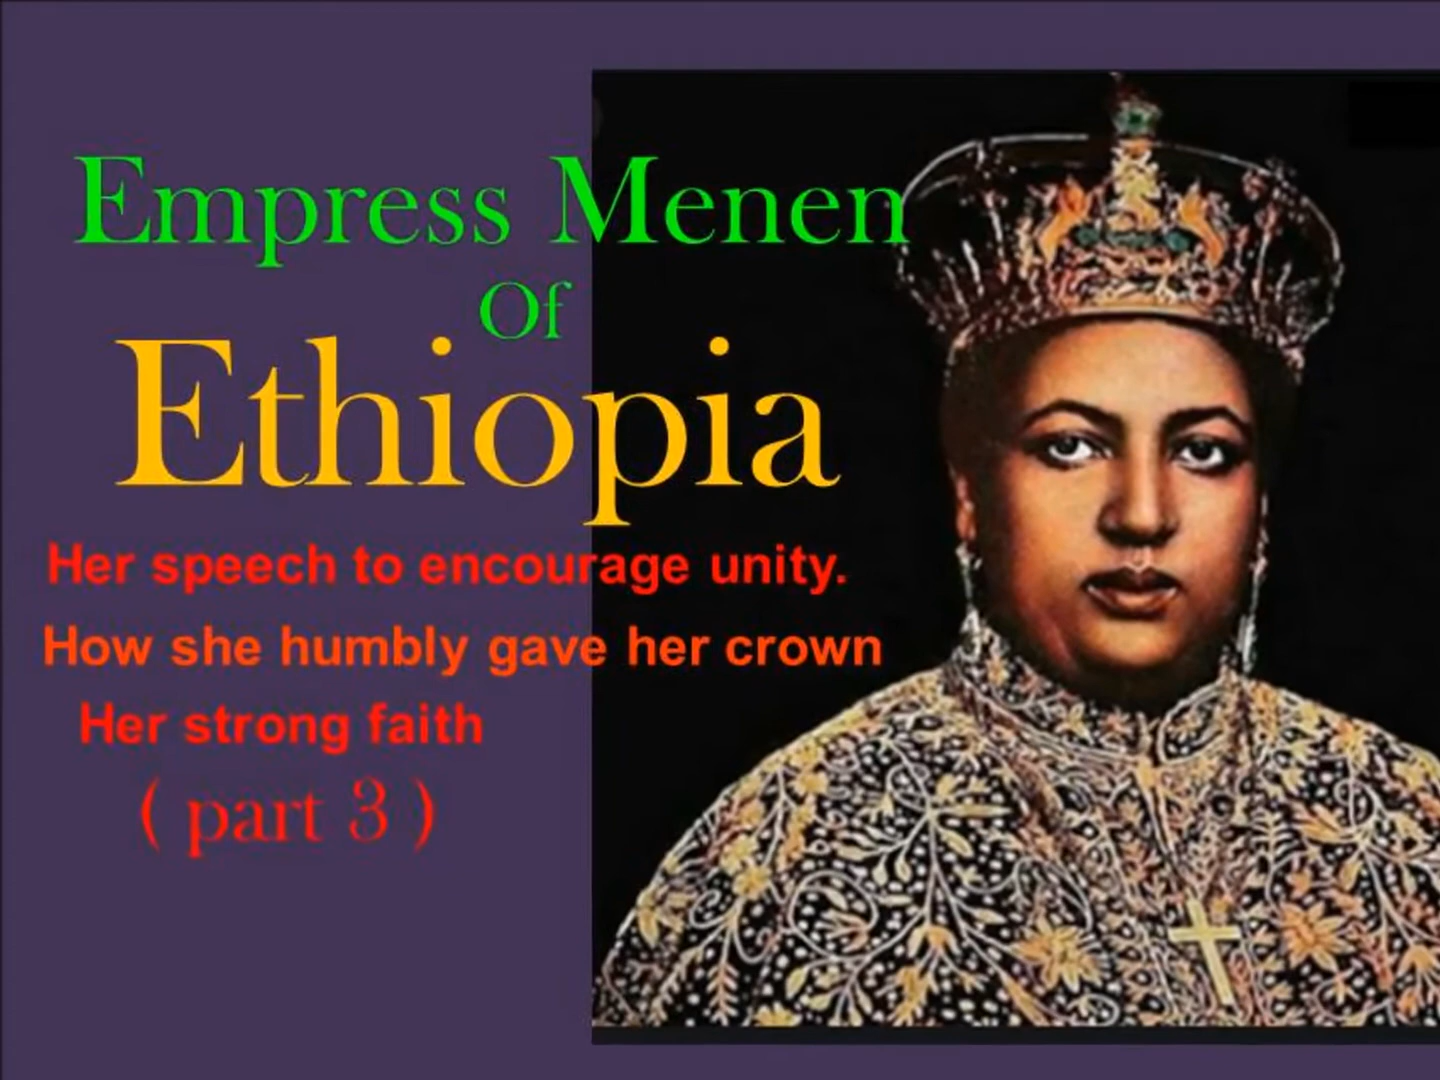 Empress Menen
Of
Ethiopia
Her speech to encourage unity.
How she humbly gave her crown
Her strong faith
( part 3 )